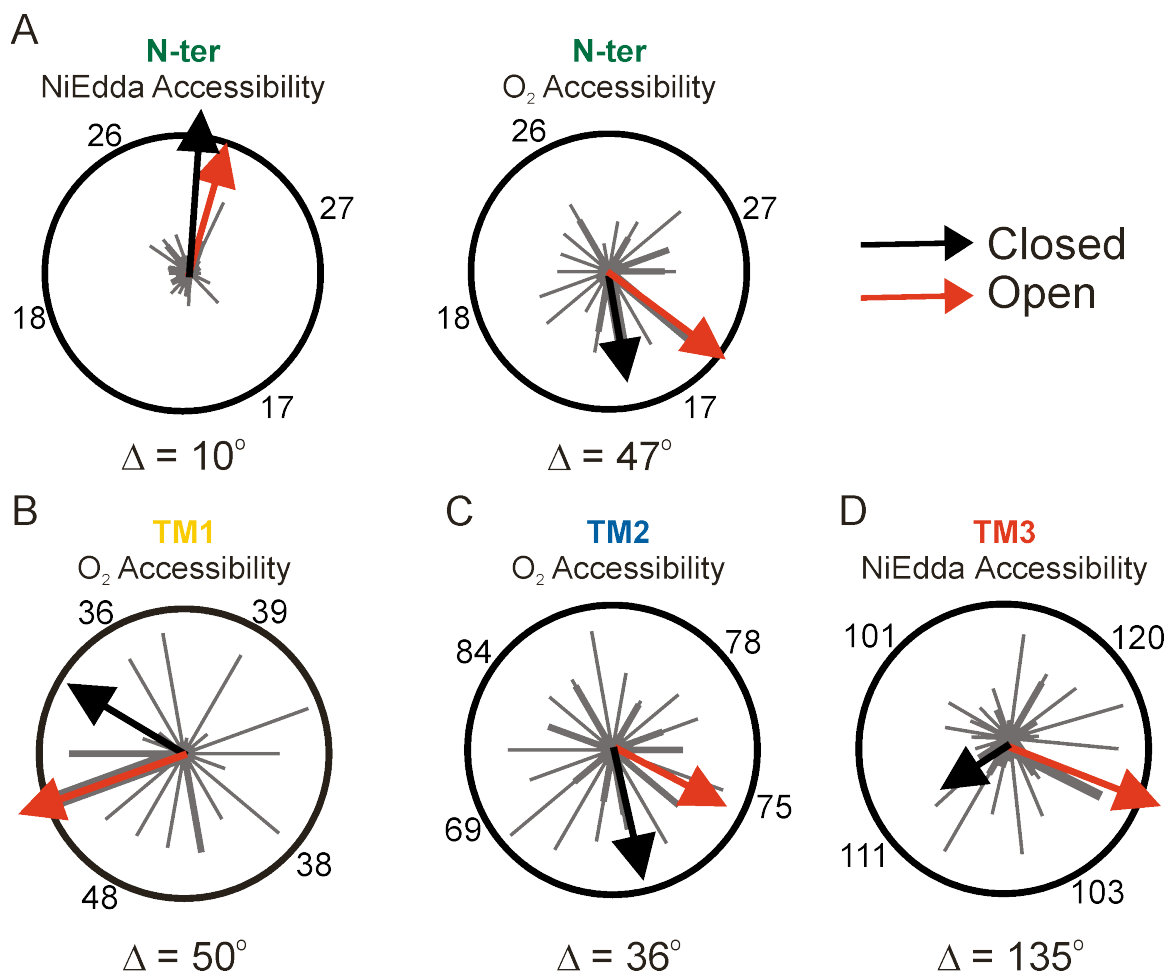 A
N-ter
NiEdda Accessibility
26
27
18
17
Δ = 10°
N-ter
O₂ Accessibility
26
27
18
17
Δ = 47°
Closed
Open
B
TM1
O₂ Accessibility
36
39
48
38
Δ = 50°
C
TM2
O₂ Accessibility
84
78
69
75
Δ = 36°
D
TM3
NiEdda Accessibility
101
120
111
103
Δ = 135°